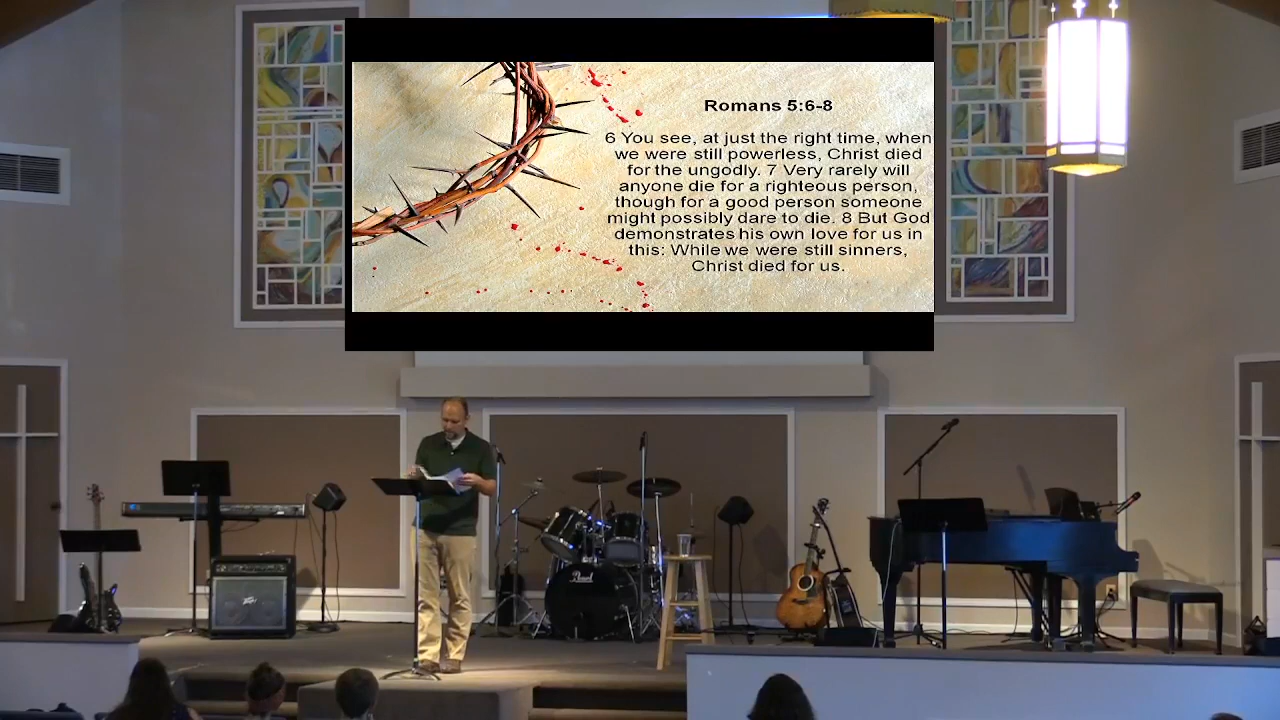 Romans 5:6-8
6 You see, at just the right time, when
we were still powerless, Christ died
for the ungodly. 7 Very rarely will
anyone die for a righteous person,
though for a good person someone
might possibly dare to die. 8 But God
demonstrates his own love for us in
this: While we were still sinners,
Christ died for us.
Pearl
PEAVEY